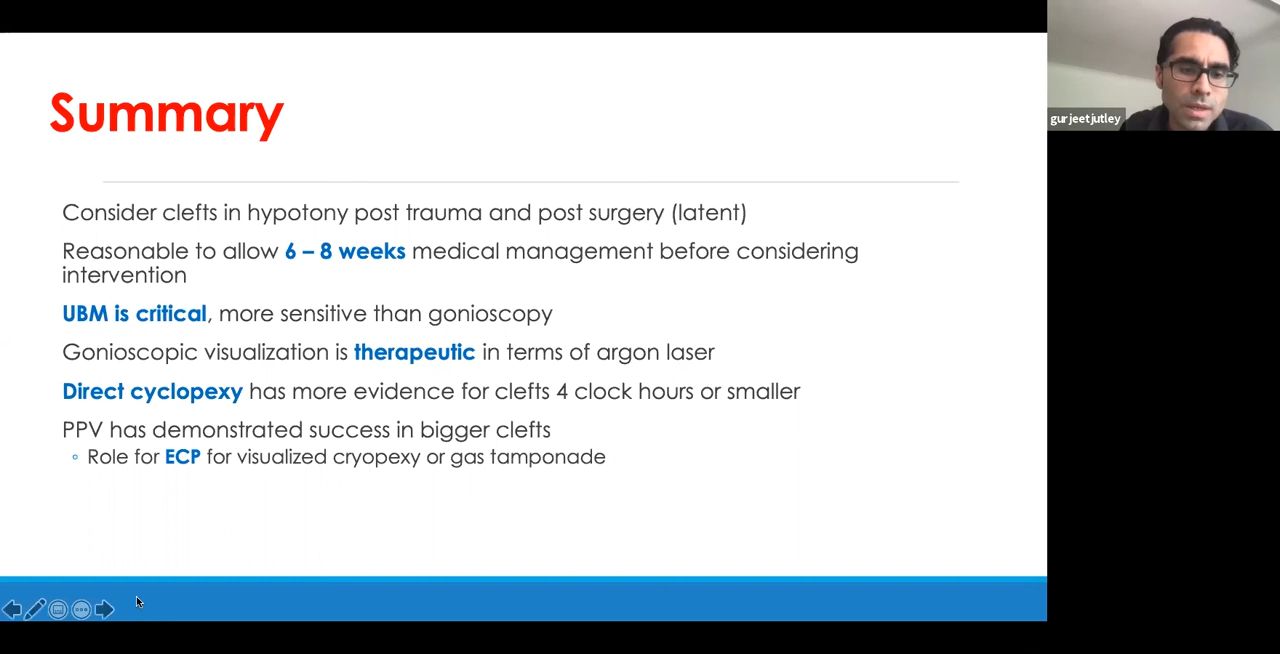 Summary
Consider clefts in hypotony post trauma and post surgery (latent)
Reasonable to allow 6 – 8 weeks medical management before considering
intervention
UBM is critical, more sensitive than gonioscopy
Gonioscopic visualization is therapeutic in terms of argon laser
Direct cyclopexy has more evidence for clefts 4 clock hours or smaller
PPV has demonstrated success in bigger clefts
Role for ECP for visualized cryopexy or gas tamponade
gurjeetjutley